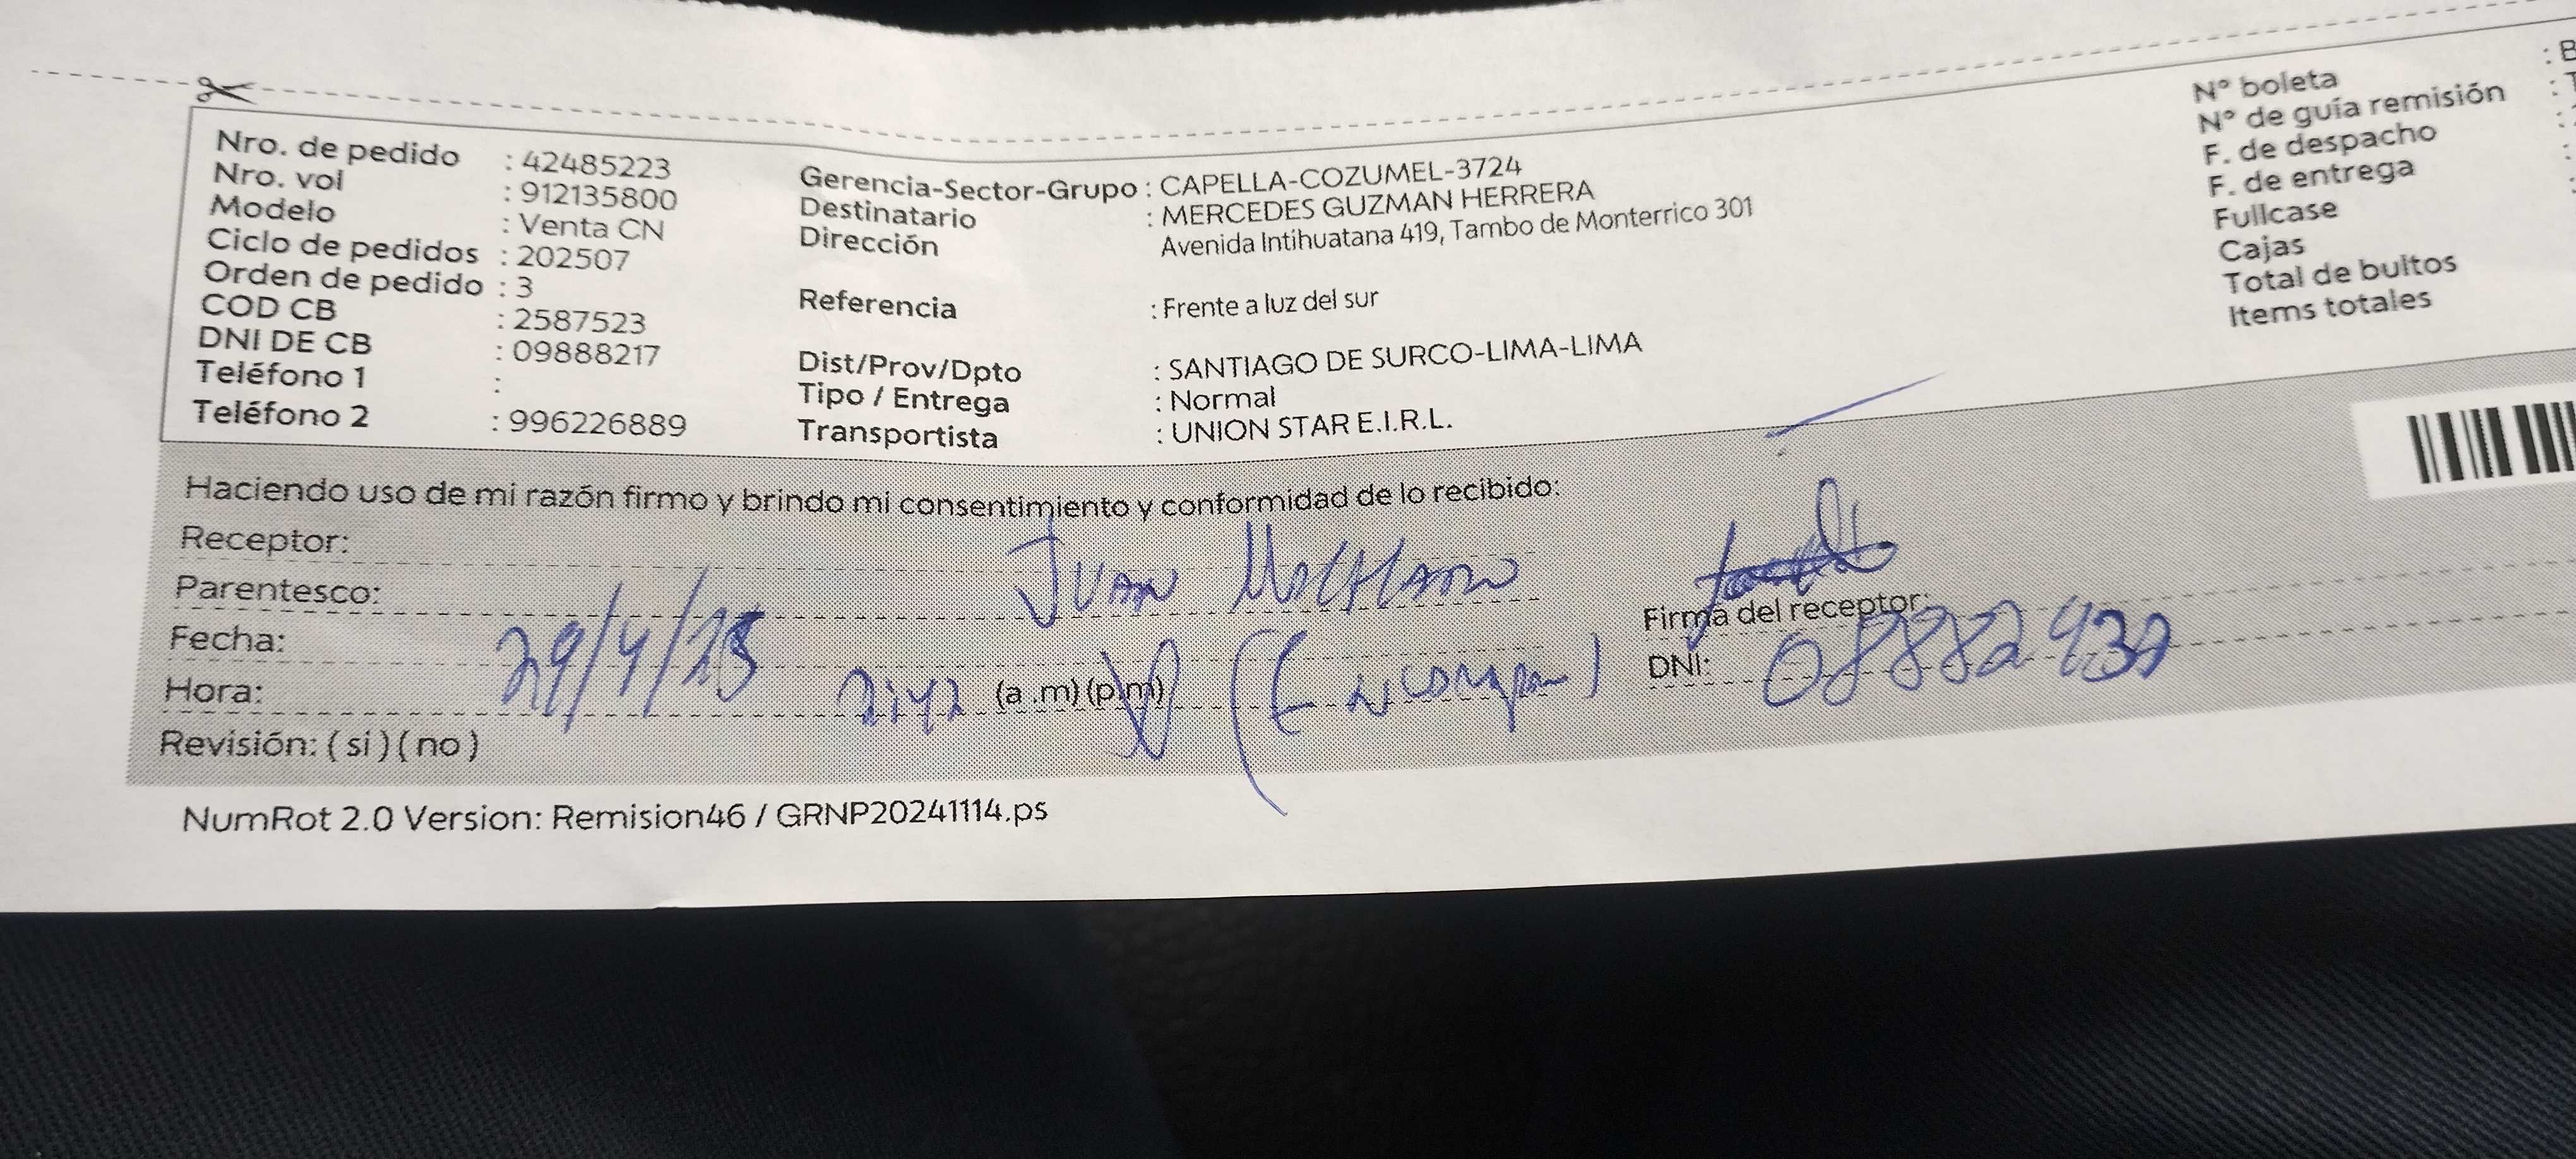 Nro. de pedido : 42485223
Nro. vol : 912135800
Modelo : Venta CN
Ciclo de pedidos : 202507
Orden de pedido : 3
COD CB : 2587523
DNI DE CB : 09888217
Teléfono 1 :
Teléfono 2 : 996226889
Gerencia-Sector-Grupo : CAPELLA-COZUMEL-3724
Destinatario : MERCEDES GUZMAN HERRERA
Dirección Avenida Intihuatana 419, Tambo de Monterrico 301
Referencia : Frente a luz del sur
Dist/Prov/Dpto : SANTIAGO DE SURCO-LIMA-LIMA
Tipo / Entrega : Normal
Transportista : UNION STAR E.I.R.L.
N° boleta : B
N° de guía remisión :
F. de despacho :
F. de entrega :
Fullcase :
Cajas
Total de bultos
Items totales
Haciendo uso de mi razón firmo y brindo mi consentimiento y conformidad de lo recibido:
Receptor: Juan
Parentesco:
Fecha: 29/4/25
Hora: (a .m) (p.m)
Revisión: ( si ) ( no )
Firma del receptor:
DNI:
NumRot 2.0 Version: Remision46 / GRNP20241114.ps